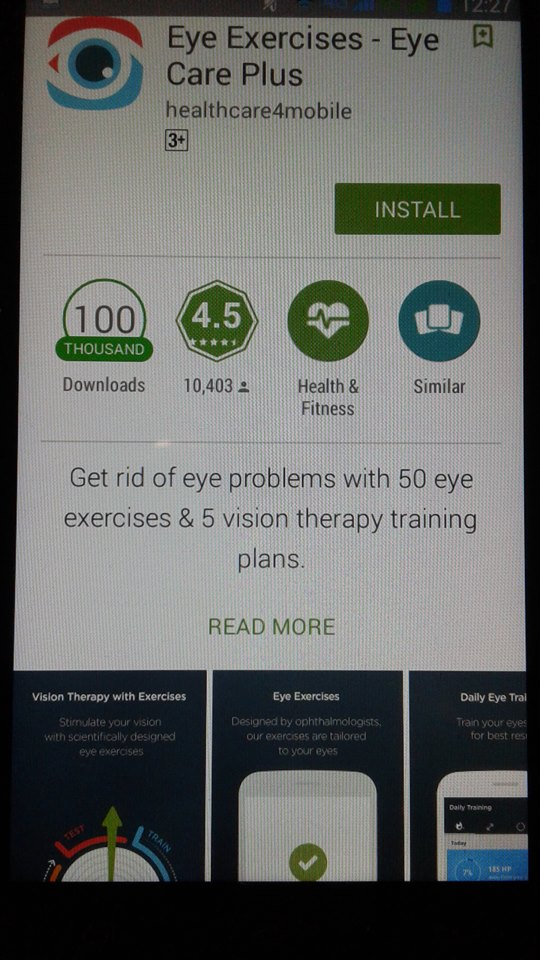 12:27
Eye Exercises - Eye
Care Plus
healthcare4mobile
3+
INSTALL
100
THOUSAND
Downloads
4.5
10,403
Health &
Fitness
Similar
Get rid of eye problems with 50 eye
exercises & 5 vision therapy training
plans.
READ MORE
Vision Therapy with Exercises
Stimulate your vision
with scientifically designed
eye exercises
TEST
TRAIN
Eye Exercises
Designed by ophthalmologists,
our exercises are tailored
to your eyes
Daily Eye Trai
Train your eyes
for best res
Daily Training
Today
7%
185 HP